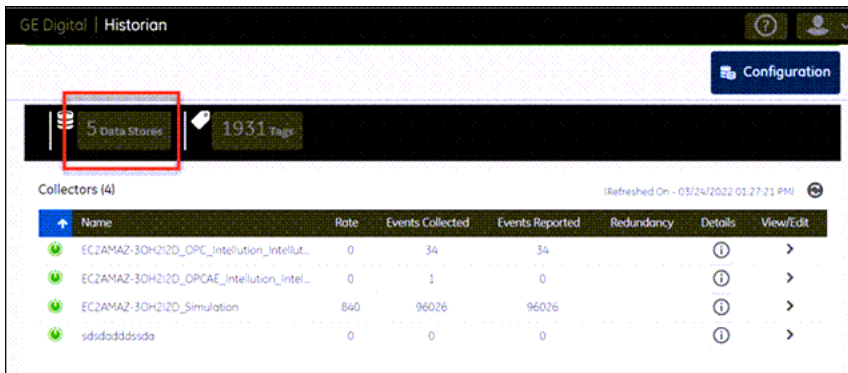 GE Digital | Historian
Configuration
5 Data Stores 1931 Tags
Collectors (4) (Refreshed On - 03/24/2022 01:27:21 PM)
Name Rate Events Collected Events Reported Redundancy Details View/Edit
EC2AMAZ-3OH2I2D_OPC_Intellution_Intellut... 0 34 34
EC2AMAZ-3OH2I2D_OPCAE_Intellution_Intel... 0 1 0
EC2AMAZ-3OH2I2D_Simulation 840 96026 96026
sdsdadddssda 0 0 0